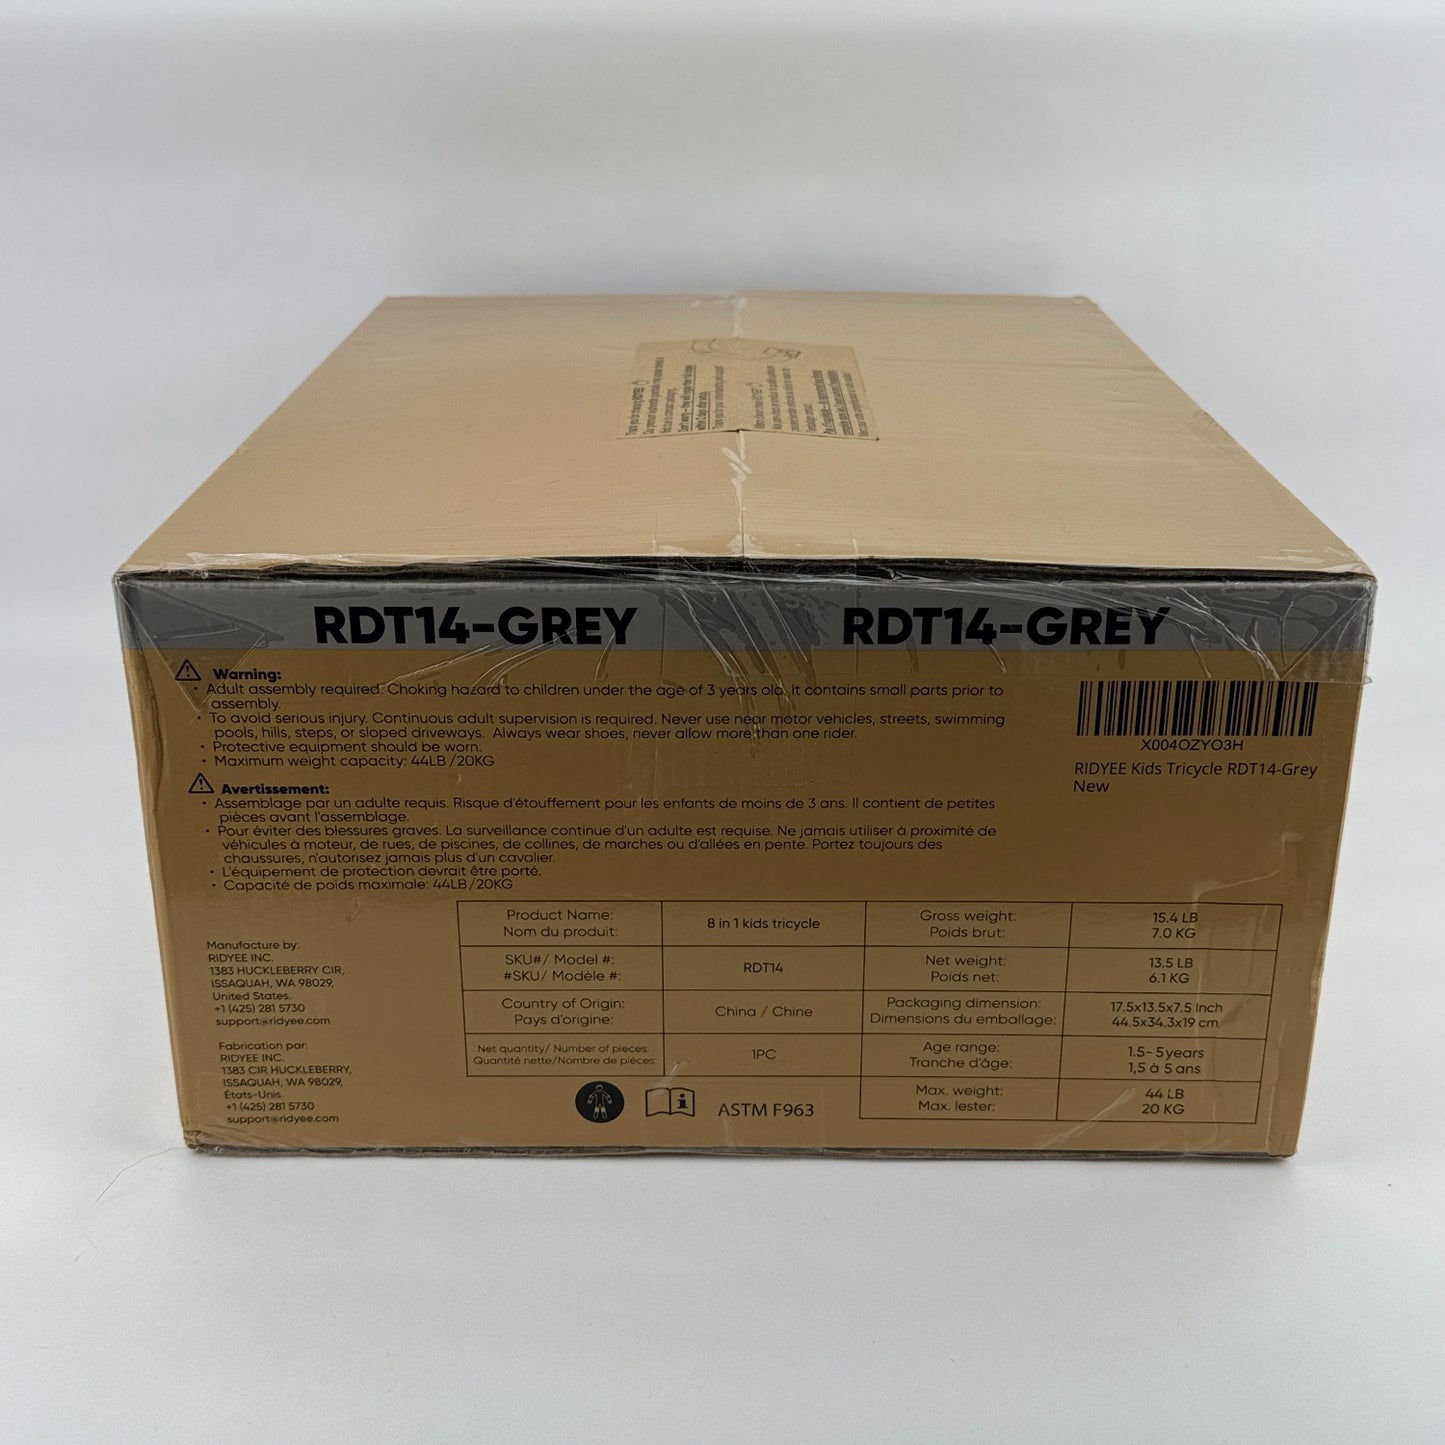 Thank you for choosing RIDYEE
RDT14-GREY
RDT14-GREY
Warning:
• Adult assembly required. Choking hazard to children under the age of 3 years old. It contains small parts prior to
assembly.
• To avoid serious injury. Continuous adult supervision is required. Never use near motor vehicles, streets, swimming
pools, hills, steps, or sloped driveways. Always wear shoes, never allow more than one rider.
• Protective equipment should be worn.
• Maximum weight capacity: 44LB /20KG
Avertissement:
• Assemblage par un adulte requis. Risque d'étouffement pour les enfants de moins de 3 ans. Il contient de petites
pièces avant l'assemblage.
• Pour éviter des blessures graves. La surveillance continue d'un adulte est requise. Ne jamais utiliser à proximité de
véhicules à moteur, de rues, de piscines, de collines, de marches ou d'allées en pente. Portez toujours des
chaussures, n'autorisez jamais plus d'un cavalier.
• L'équipement de protection devrait être porté.
• Capacité de poids maximale: 44LB/20KG
X004OZYO3H
RIDYEE Kids Tricycle RDT14-Grey
New
Manufacture by:
RIDYEE INC.
1383 HUCKLEBERRY CIR,
ISSAQUAH, WA 98029,
United States.
+1 (425) 281 5730
support@ridyee.com
Fabrication par:
RIDYEE INC.
1383 CIR HUCKLEBERRY,
ISSAQUAH, WA 98029,
États-Unis.
+1 (425) 281 5730
support@ridyee.com
Product Name:
Nom du produit:
8 in 1 kids tricycle
Gross weight:
Poids brut:
15.4 LB
7.0 KG
SKU#/ Model #:
#SKU/ Modèle #:
RDT14
Net weight:
Poids net:
13.5 LB
6.1 KG
Country of Origin:
Pays d'origine:
China / Chine
Packaging dimension:
Dimensions du emballage:
17.5x13.5x7.5 Inch
44.5x34.3x19 cm
Net quantity/ Number of pieces:
Quantité nette/Nombre de pièces:
1PC
Age range:
Tranche d'âge:
1.5-5years
1,5 à 5 ans
Max. weight:
Max. lester:
44 LB
20 KG
ASTM F963